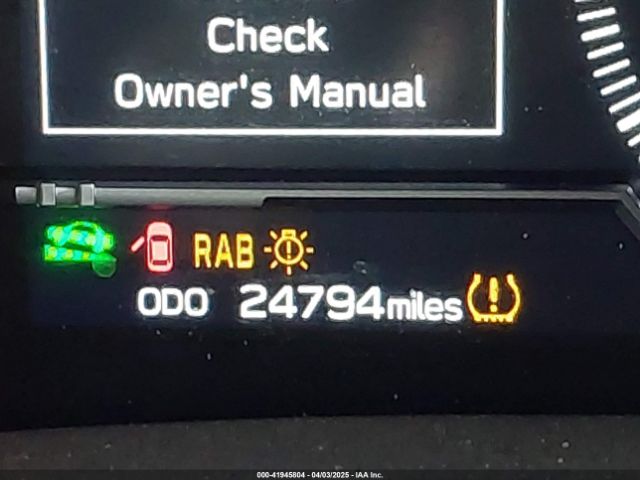 Check
Owner's Manual
RAB
ODO 24794miles
000-41945804 - 04/03/2025 - IAA Inc.